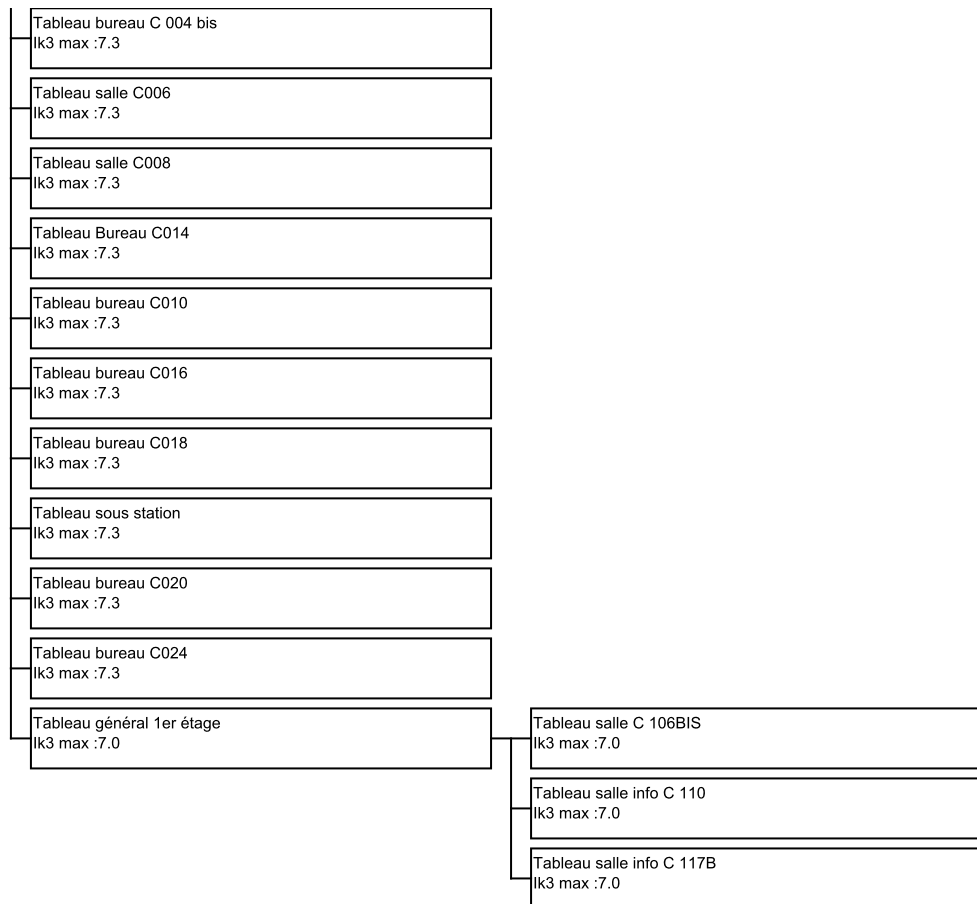 Tableau bureau C 004 bis
Ik3 max :7.3
Tableau salle C006
Ik3 max :7.3
Tableau salle C008
Ik3 max :7.3
Tableau Bureau C014
Ik3 max :7.3
Tableau bureau C010
Ik3 max :7.3
Tableau bureau C016
Ik3 max :7.3
Tableau bureau C018
Ik3 max :7.3
Tableau sous station
Ik3 max :7.3
Tableau bureau C020
Ik3 max :7.3
Tableau bureau C024
Ik3 max :7.3
Tableau général 1er étage
Ik3 max :7.0
Tableau salle C 106BIS
Ik3 max :7.0
Tableau salle info C 110
Ik3 max :7.0
Tableau salle info C 117B
Ik3 max :7.0